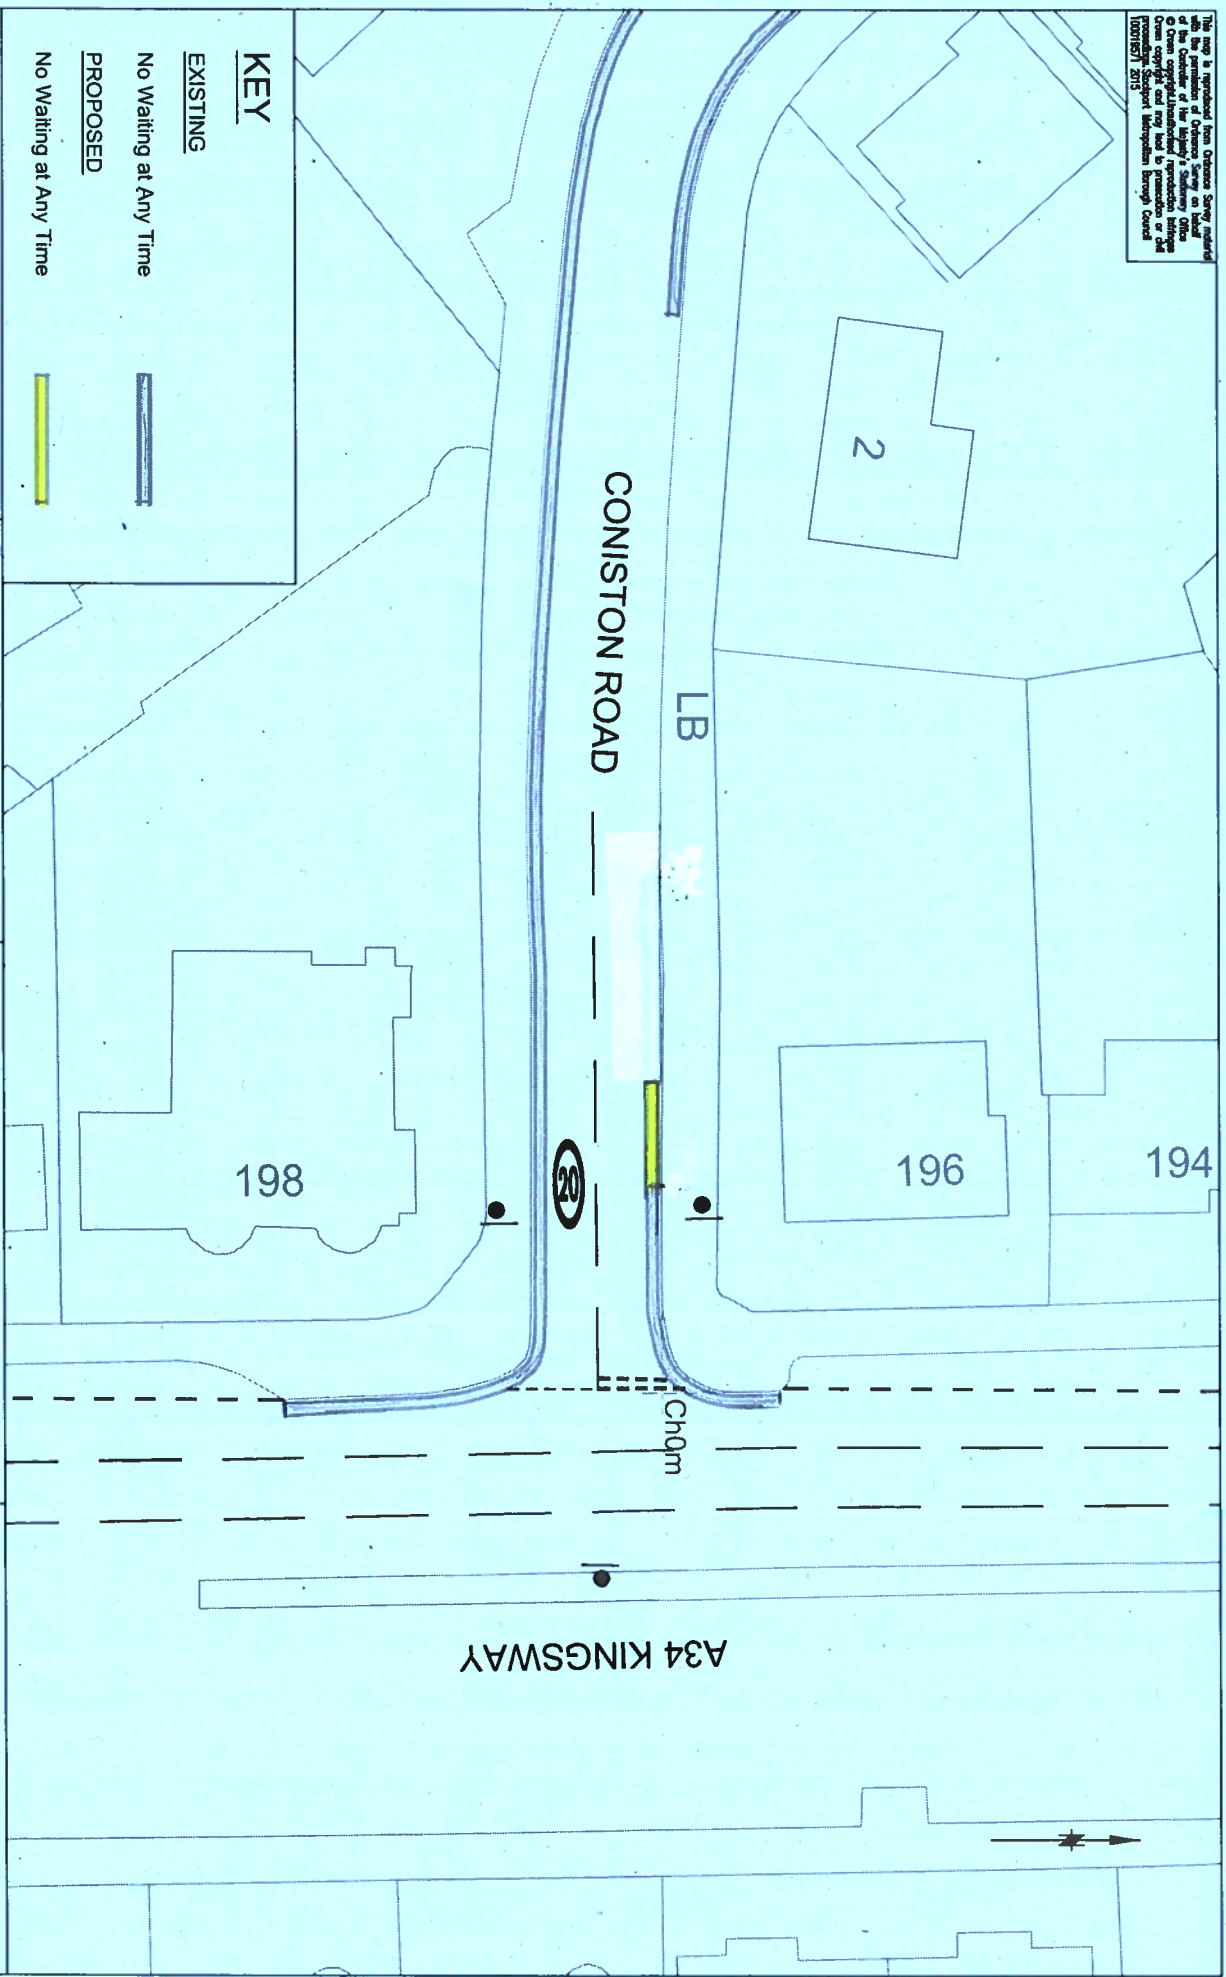 This map is reproduced from Ordnance Survey material
with the permission of Ordnance Survey on behalf
of the Controller of Her Majesty's Stationery Office
© Crown copyright.Unauthorised reproduction infringes
Crown copyright and may lead to prosecution or civil
proceedings.Stockport Metropolitan Borough Council
100019571 2015
KEY
EXISTING
No Waiting at Any Time
PROPOSED
No Waiting at Any Time
2
CONISTON ROAD
LB
194
196
198
20
Ch0m
A34 KINGSWAY